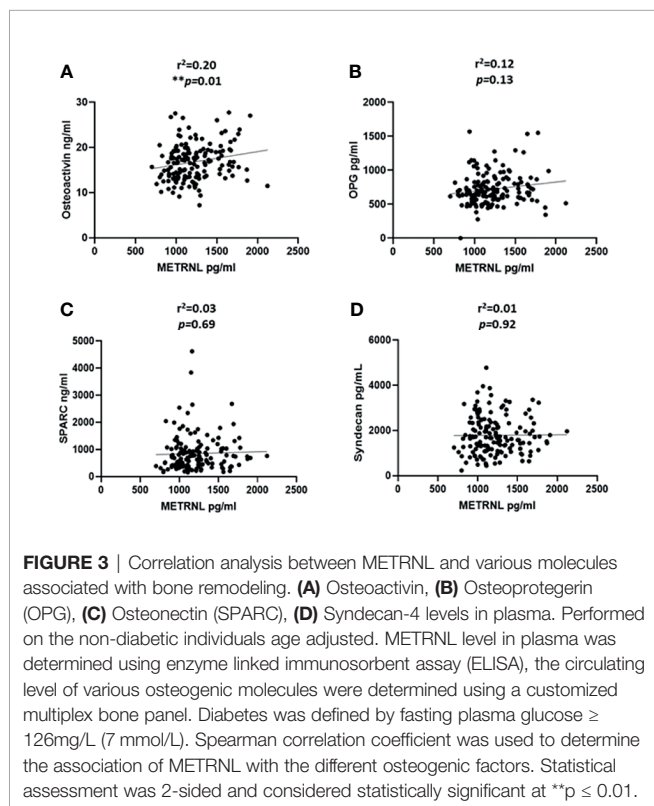 A
r²=0.20
**p=0.01
Osteoactivin ng/ml
30
20
10
0
0 500 1000 1500 2000 2500
METRNL pg/ml
B
r²=0.12
p=0.13
OPG pg/ml
2000
1500
1000
500
0
0 500 1000 1500 2000 2500
METRNL pg/ml
C
r²=0.03
p=0.69
SPARC ng/ml
5000
4000
3000
2000
1000
0
0 500 1000 1500 2000 2500
METRNL pg/ml
D
r²=0.01
p=0.92
Syndecan pg/mL
6000
4000
2000
0
0 500 1000 1500 2000 2500
METRNL pg/ml
FIGURE 3 | Correlation analysis between METRNL and various molecules
associated with bone remodeling. (A) Osteoactivin, (B) Osteoprotegerin
(OPG), (C) Osteonectin (SPARC), (D) Syndecan-4 levels in plasma. Performed
on the non-diabetic individuals age adjusted. METRNL level in plasma was
determined using enzyme linked immunosorbent assay (ELISA), the circulating
level of various osteogenic molecules were determined using a customized
multiplex bone panel. Diabetes was defined by fasting plasma glucose ≥
126mg/L (7 mmol/L). Spearman correlation coefficient was used to determine
the association of METRNL with the different osteogenic factors. Statistical
assessment was 2-sided and considered statistically significant at **p ≤ 0.01.